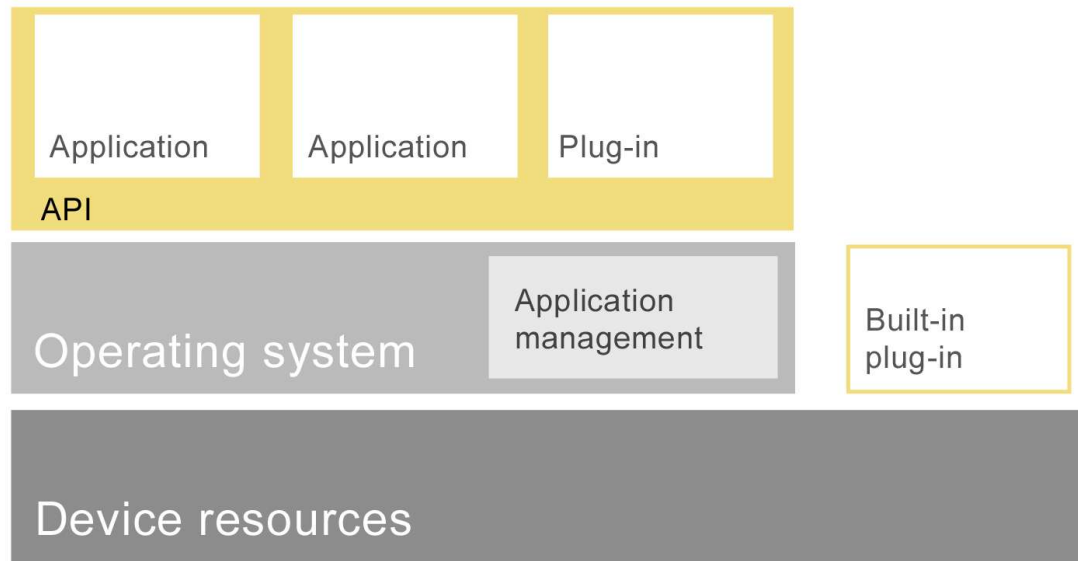 Application
Application
Plug-in
API
Operating system
Application
management
Built-in
plug-in
Device resources